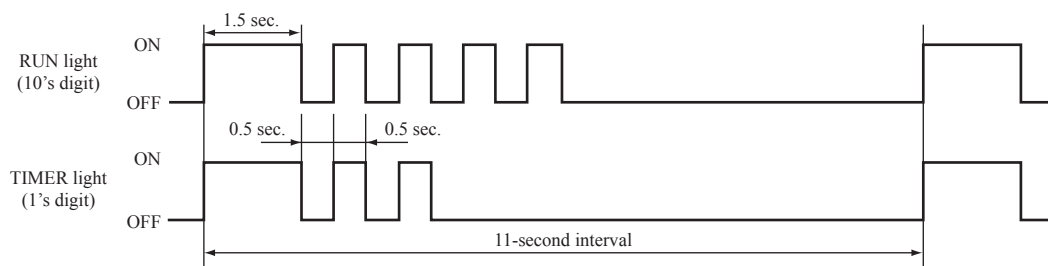 1.5 sec.
ON
RUN light
(10’s digit)
OFF
0.5 sec.
0.5 sec.
ON
TIMER light
(1’s digit)
OFF
11-second interval